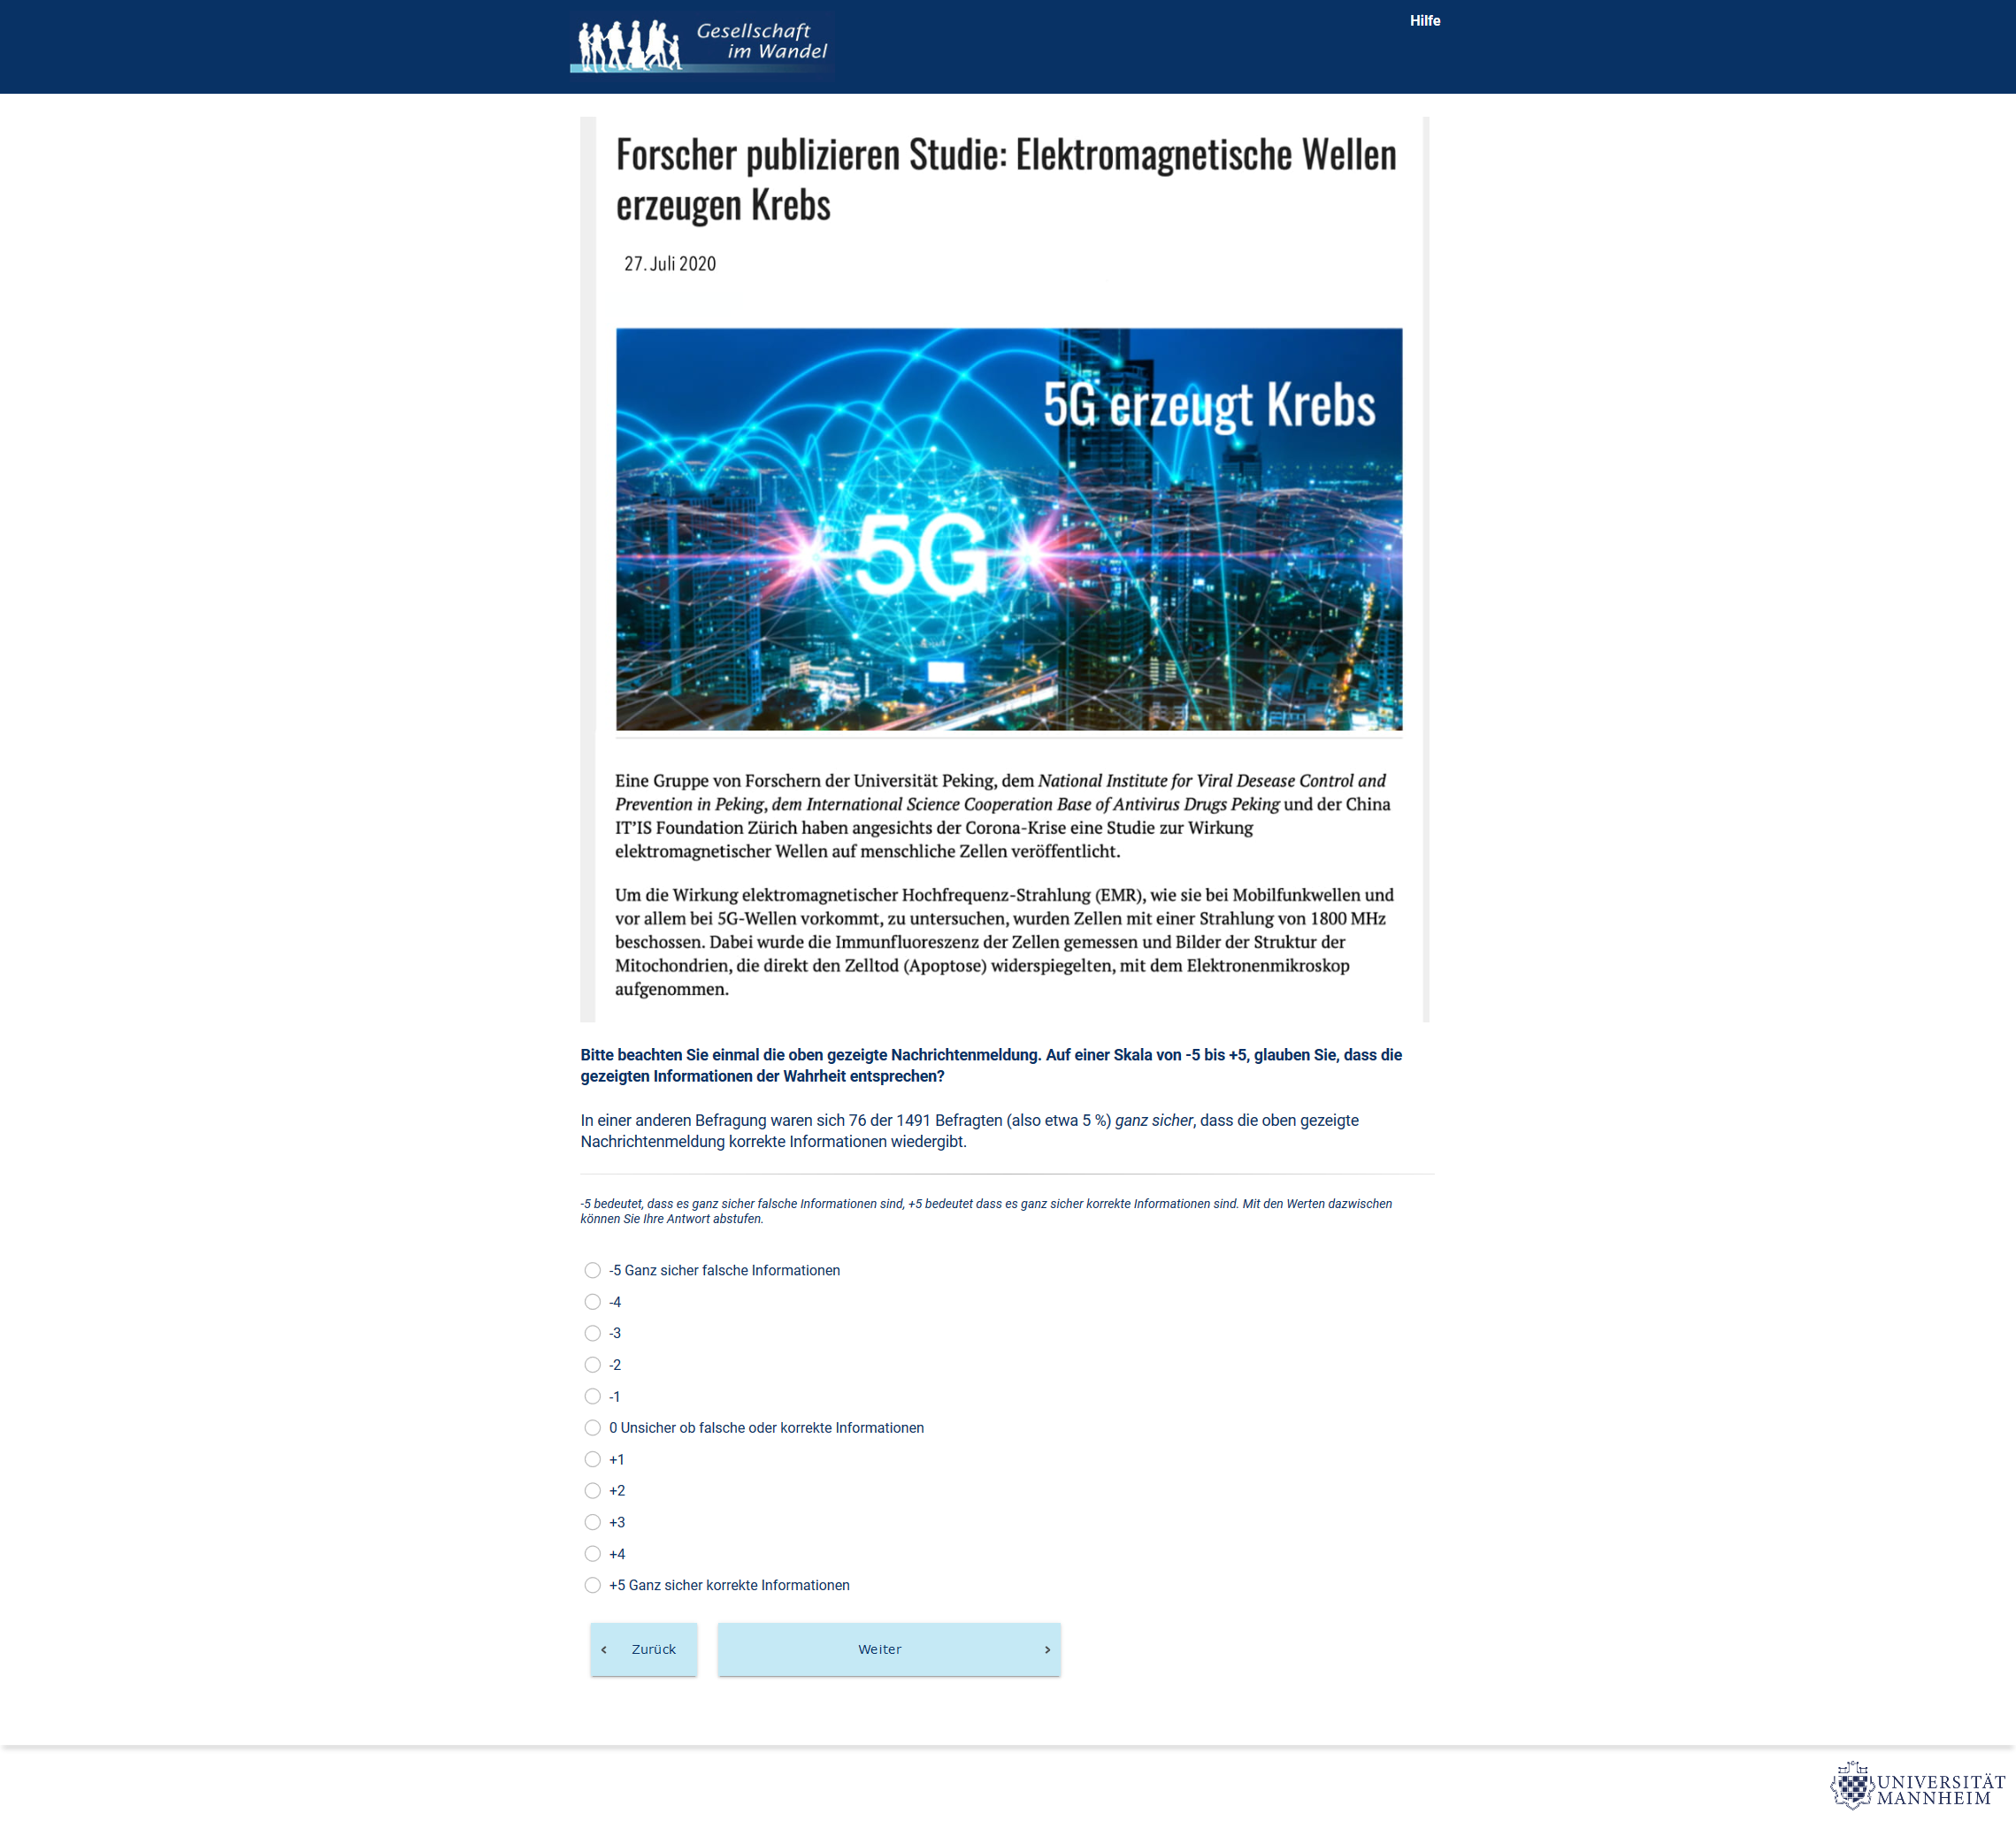 Gesellschaft
im Wandel
Hilfe
Forscher publizieren Studie: Elektromagnetische Wellen
erzeugen Krebs
27. Juli 2020
5G erzeugt Krebs
5G
Eine Gruppe von Forschern der Universität Peking, dem National Institute for Viral Desease Control and
Prevention in Peking, dem International Science Cooperation Base of Antivirus Drugs Peking und der China
IT’IS Foundation Zürich haben angesichts der Corona-Krise eine Studie zur Wirkung
elektromagnetischer Wellen auf menschliche Zellen veröffentlicht.
Um die Wirkung elektromagnetischer Hochfrequenz-Strahlung (EMR), wie sie bei Mobilfunkwellen und
vor allem bei 5G-Wellen vorkommt, zu untersuchen, wurden Zellen mit einer Strahlung von 1800 MHz
beschossen. Dabei wurde die Immunfluoreszenz der Zellen gemessen und Bilder der Struktur der
Mitochondrien, die direkt den Zelltod (Apoptose) widerspiegelten, mit dem Elektronenmikroskop
aufgenommen.
Bitte beachten Sie einmal die oben gezeigte Nachrichtenmeldung. Auf einer Skala von -5 bis +5, glauben Sie, dass die
gezeigten Informationen der Wahrheit entsprechen?
In einer anderen Befragung waren sich 76 der 1491 Befragten (also etwa 5 %) ganz sicher, dass die oben gezeigte
Nachrichtenmeldung korrekte Informationen wiedergibt.
-5 bedeutet, dass es ganz sicher falsche Informationen sind, +5 bedeutet dass es ganz sicher korrekte Informationen sind. Mit den Werten dazwischen
können Sie Ihre Antwort abstufen.
-5 Ganz sicher falsche Informationen
-4
-3
-2
-1
0 Unsicher ob falsche oder korrekte Informationen
+1
+2
+3
+4
+5 Ganz sicher korrekte Informationen
Zurück
Weiter
UNIVERSITÄT
MANNHEIM